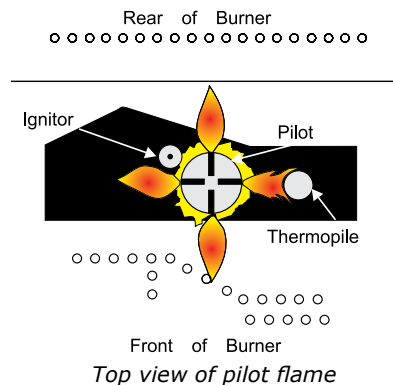 Rear of Burner
Ignitor
Pilot
Thermopile
Front of Burner
Top view of pilot flame